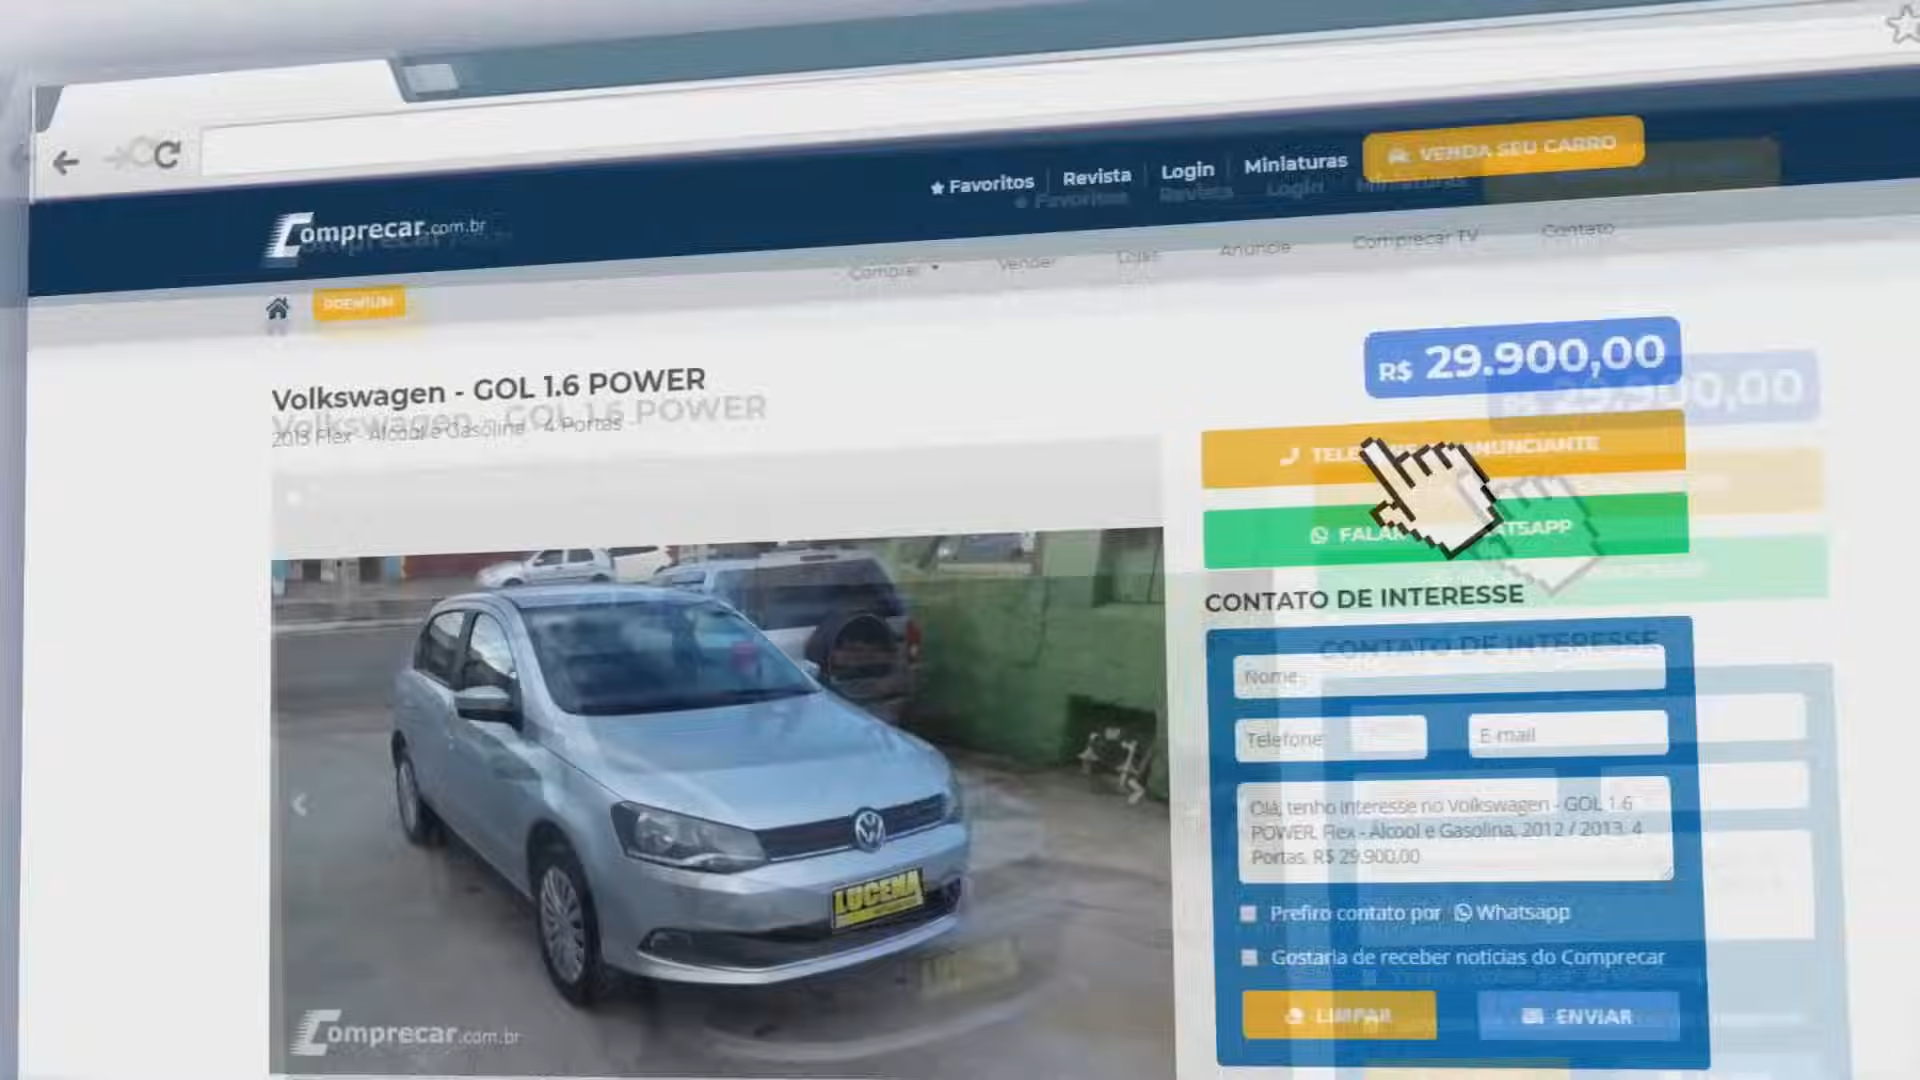 Favoritos
Revista
Login
Miniaturas
VENDA SEU CARRO
Comprecar.com.br
Comprar
Vender
Lojas
Anuncie
Comprecar TV
Contato
PREMIUM
Volkswagen - GOL 1.6 POWER
2013 Flex - Álcool e Gasolina - 4 Portas
R$ 29.900,00
ANUNCIANTE
CONTATO DE INTERESSE
Nome
Telefone
E-mail
Olá, tenho interesse no Volkswagen - GOL 1.6
POWER, Flex - Álcool e Gasolina, 2012 / 2013, 4
Portas, R$ 29.900,00
Prefiro contato por Whatsapp
Gostaria de receber notícias do Comprecar
LIMPAR
ENVIAR
LUCENA
Comprecar.com.br